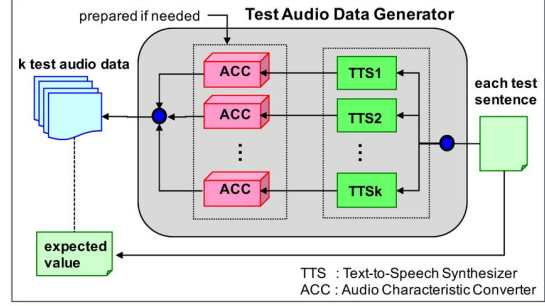 prepared if needed
Test Audio Data Generator
k test audio data
ACC
TTS1
each test
sentence
ACC
TTS2
...
...
ACC
TTSk
expected
value
TTS : Text-to-Speech Synthesizer
ACC : Audio Characteristic Converter